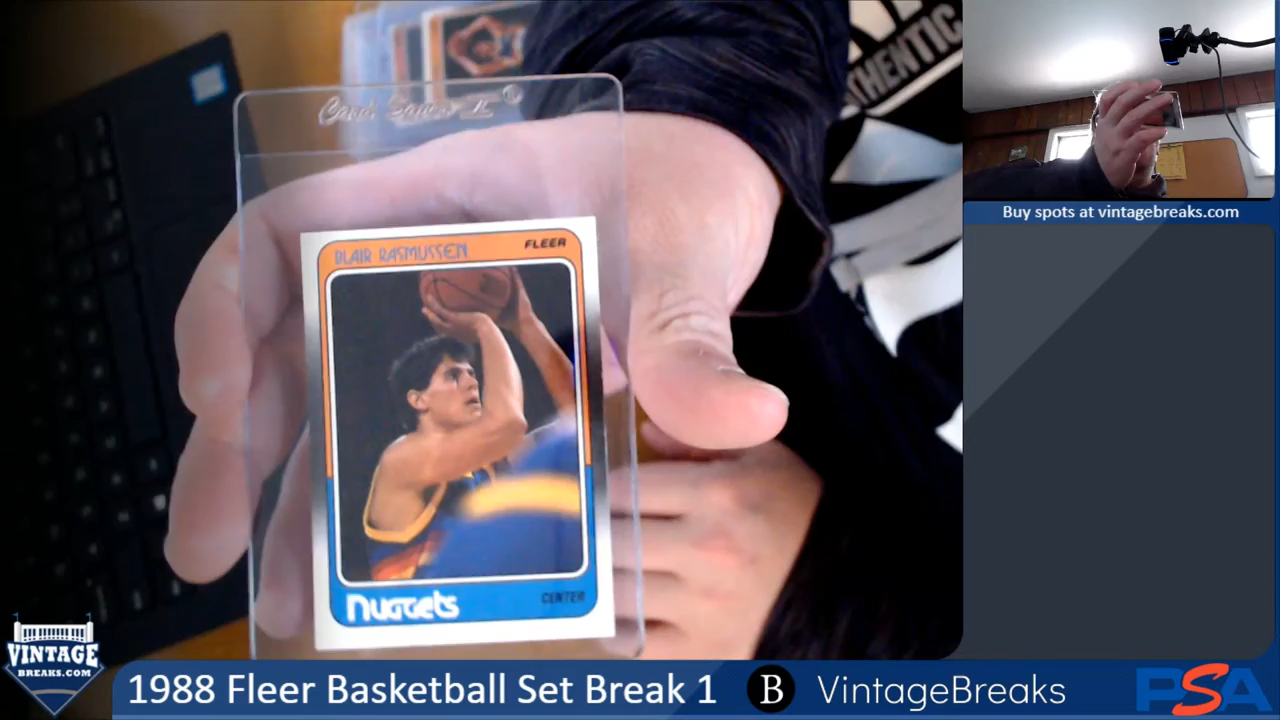 Card Saver II
THENTIC
BLAIR RASMUSSEN
FLEER
Nuggets
CENTER
Buy spots at vintagebreaks.com
VINTAGE
BREAKS.COM
1988 Fleer Basketball Set Break 1
B VintageBreaks
PSA